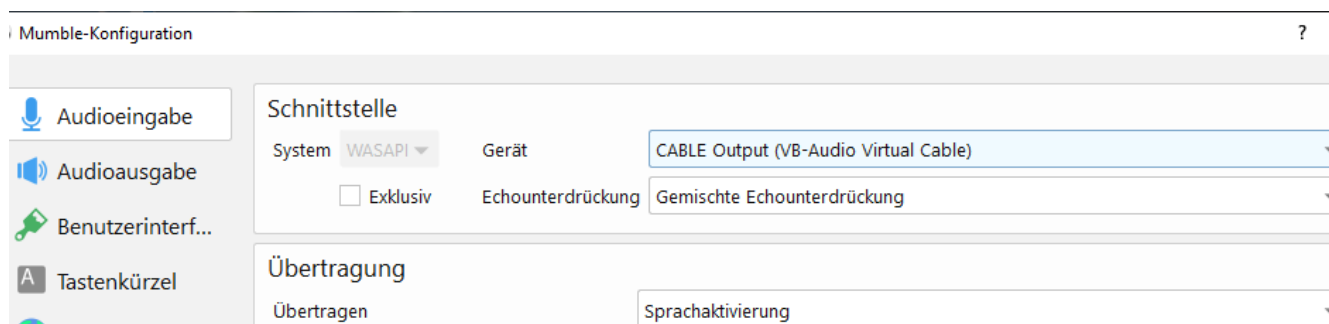 Mumble-Konfiguration
?
Audioeingabe
Audioausgabe
Benutzerinterf...
A Tastenkürzel
Schnittstelle
System WASAPI Gerät CABLE Output (VB-Audio Virtual Cable)
Exklusiv Echounterdrückung Gemischte Echounterdrückung
Übertragung
Übertragen Sprachaktivierung